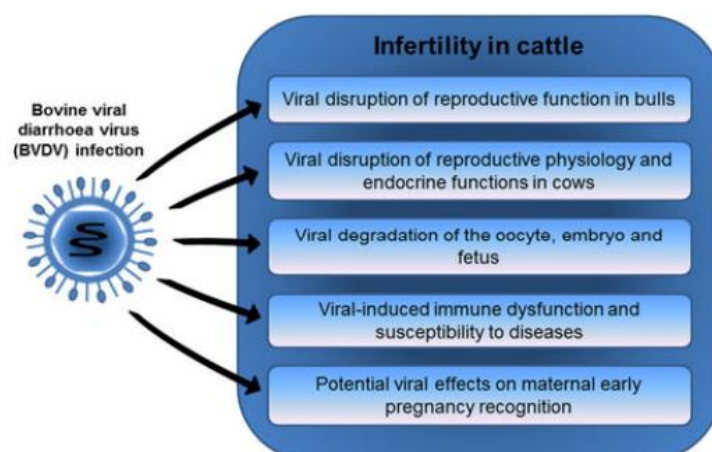 Infertility in cattle
Bovine viral
diarrhoea virus
(BVDV) infection
Viral disruption of reproductive function in bulls
Viral disruption of reproductive physiology and
endocrine functions in cows
Viral degradation of the oocyte, embryo and
fetus
Viral-induced immune dysfunction and
susceptibility to diseases
Potential viral effects on maternal early
pregnancy recognition